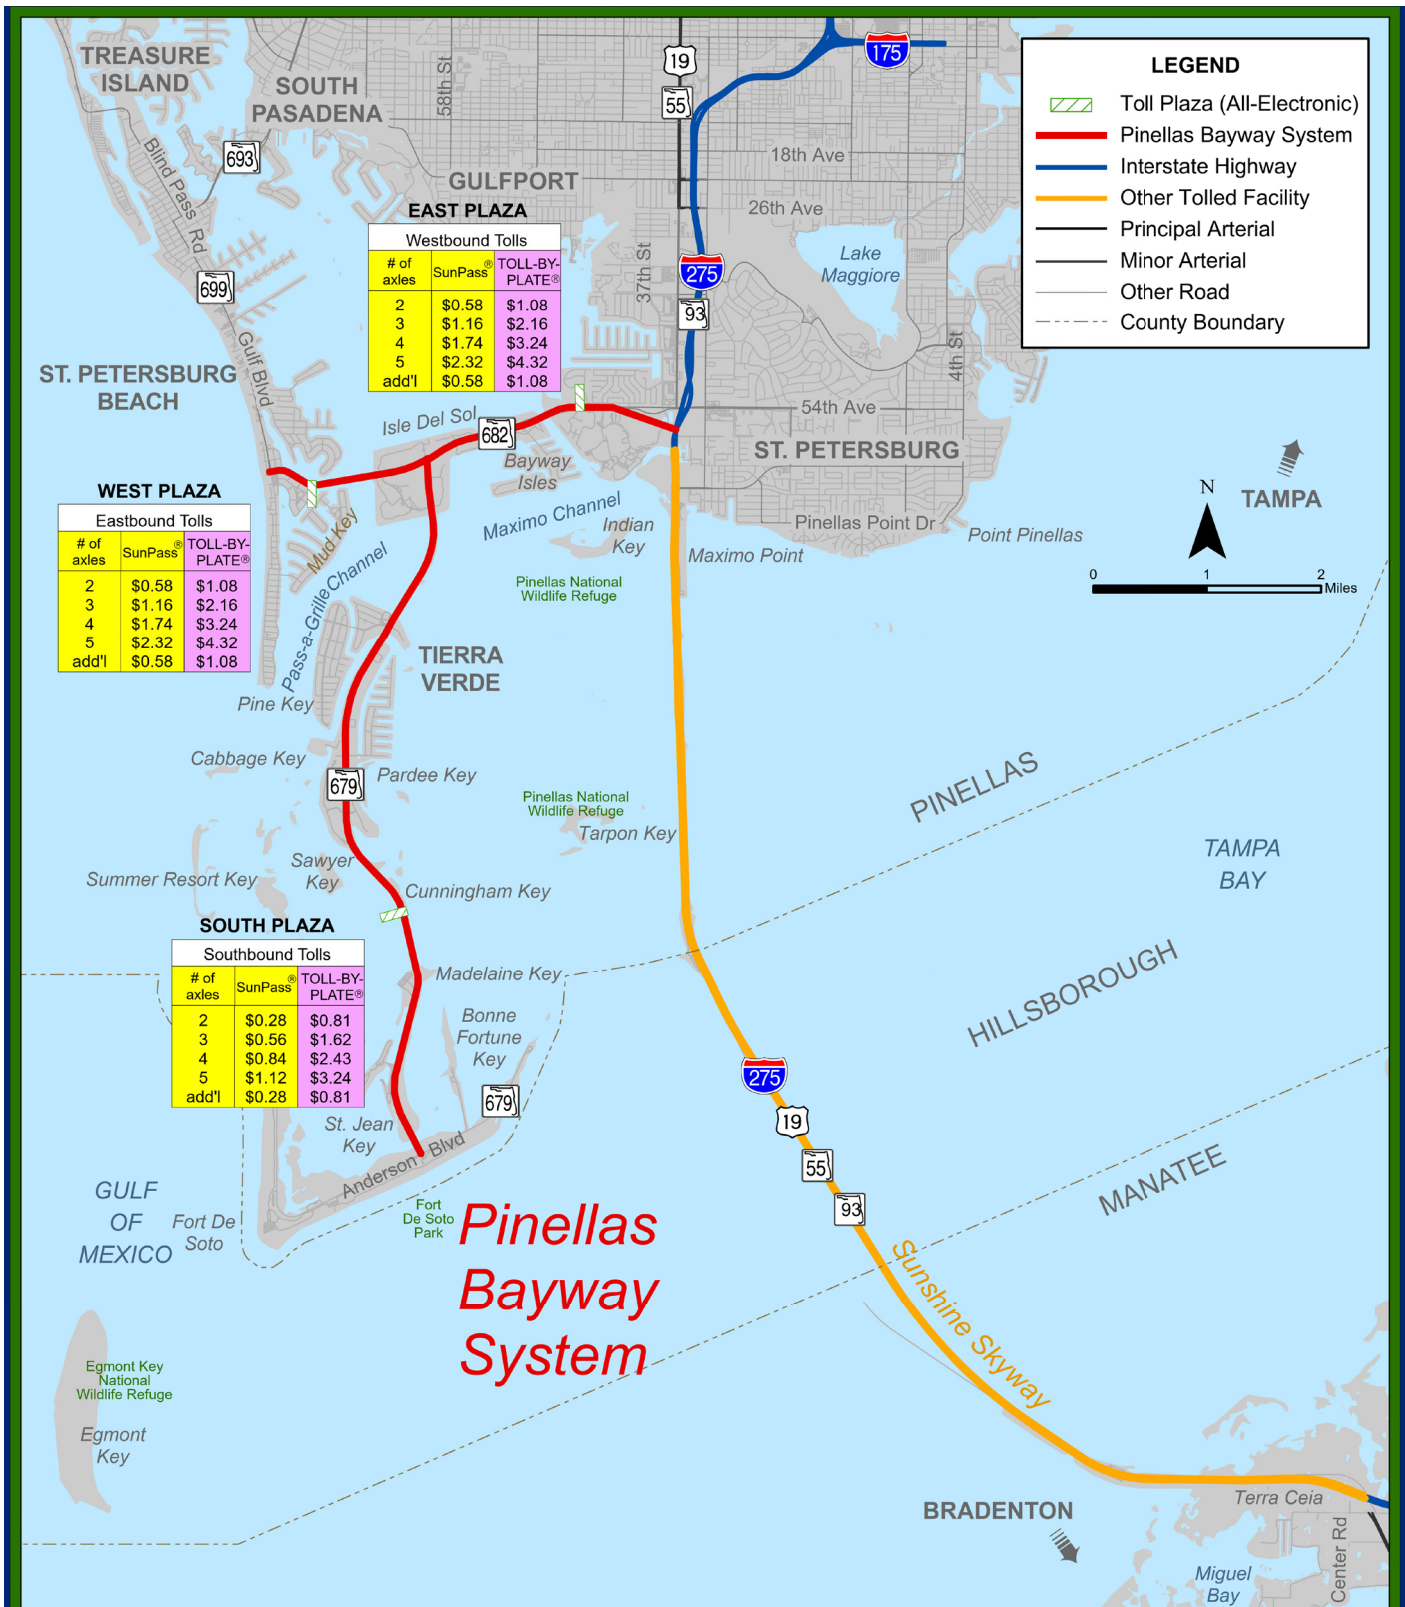 TREASURE
ISLAND
SOUTH
PASADENA
58th St
19
55
175
LEGEND
Toll Plaza (All-Electronic)
Pinellas Bayway System
Interstate Highway
Other Tolled Facility
Principal Arterial
Minor Arterial
Other Road
County Boundary
693
Blind Pass Rd
18th Ave
GULFPORT
26th Ave
EAST PLAZA
Westbound Tolls
# of axles SunPass® TOLL-BY-PLATE®
2 $0.58 $1.08
3 $1.16 $2.16
4 $1.74 $3.24
5 $2.32 $4.32
add'l $0.58 $1.08
37th St
Lake
Maggiore
275
93
4th St
699
Gulf Blvd
ST. PETERSBURG
BEACH
Isle Del Sol
682
54th Ave
ST. PETERSBURG
Bayway
Isles
TAMPA
N
0 1 2
Miles
WEST PLAZA
Eastbound Tolls
# of axles SunPass® TOLL-BY-PLATE®
2 $0.58 $1.08
3 $1.16 $2.16
4 $1.74 $3.24
5 $2.32 $4.32
add'l $0.58 $1.08
Mud Key
Maximo Channel
Indian
Key
Pinellas Point Dr
Point Pinellas
Maximo Point
Pass-a-Grille Channel
Pinellas National
Wildlife Refuge
TIERRA
VERDE
Pine Key
Cabbage Key
679
Pardee Key
Pinellas National
Wildlife Refuge
Tarpon Key
PINELLAS
TAMPA
BAY
Sawyer
Key
Summer Resort Key
Cunningham Key
SOUTH PLAZA
Southbound Tolls
# of axles SunPass® TOLL-BY-PLATE®
2 $0.28 $0.81
3 $0.56 $1.62
4 $0.84 $2.43
5 $1.12 $3.24
add'l $0.28 $0.81
Madelaine Key
HILLSBOROUGH
Bonne
Fortune
Key
679
275
19
55
93
St. Jean
Key
Anderson Blvd
MANATEE
GULF
OF
MEXICO
Fort De
Soto
Fort
De Soto
Park
Pinellas
Bayway
System
Sunshine Skyway
Egmont Key
National
Wildlife Refuge
Egmont
Key
BRADENTON
Terra Ceia
Center Rd
Miguel
Bay